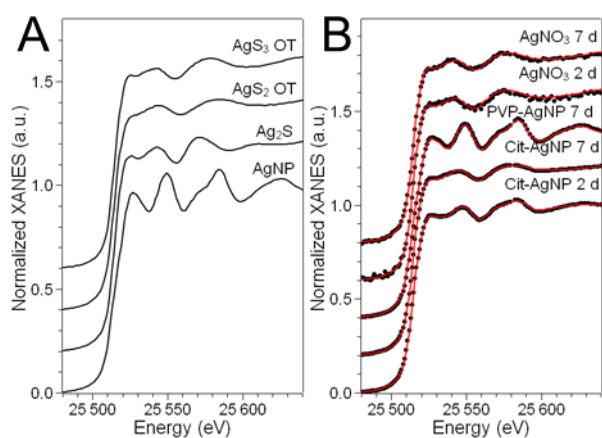 A
B
Normalized XANES (a.u.)
1.5
1.0
0.5
0.0
AgS₃ OT
AgS₂ OT
Ag₂S
AgNP
25 500
25 550
25 600
Energy (eV)
Normalized XANES (a.u.)
1.5
1.0
0.5
0.0
AgNO₃ 7 d
AgNO₃ 2 d
PVP-AgNP 7 d
Cit-AgNP 7 d
Cit-AgNP 2 d
25 500
25 550
25 600
Energy (eV)